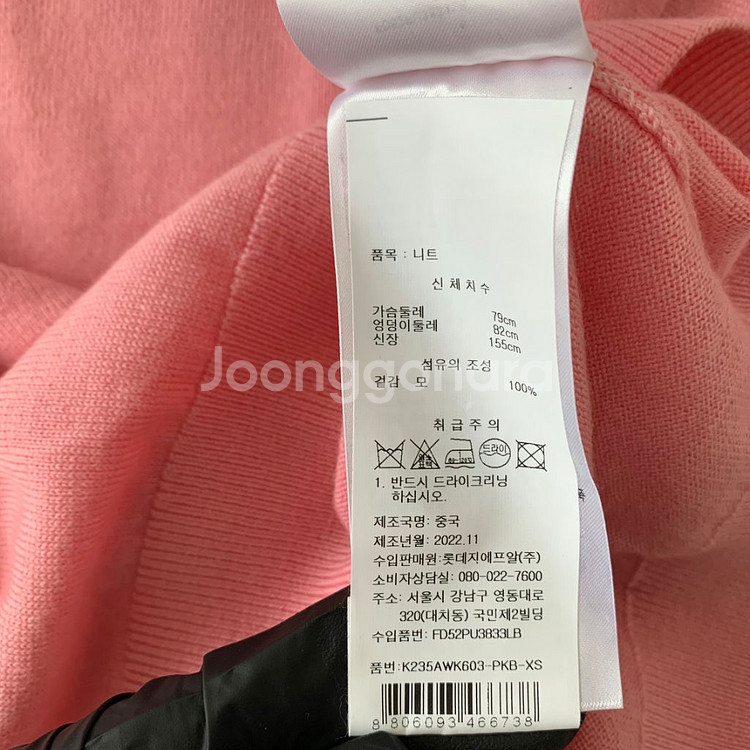 품목 : 니트
신 체 치 수
가슴둘레 79cm
엉덩이둘레 82cm
신장 155cm
섬유의 조성
겉감 모 100%
Joonggonara
취 급 주 의
드라이
1. 반드시 드라이크리닝
하십시오.
제조국명: 중국
제조년월: 2022.11
수입판매원:롯데지에프알(주)
소비자상담실: 080-022-7600
주소: 서울시 강남구 영동대로
320(대치동) 국민제2빌딩
수입품번: FD52PU3833LB
품번:K235AWK603-PKB-XS
8 806093 466738